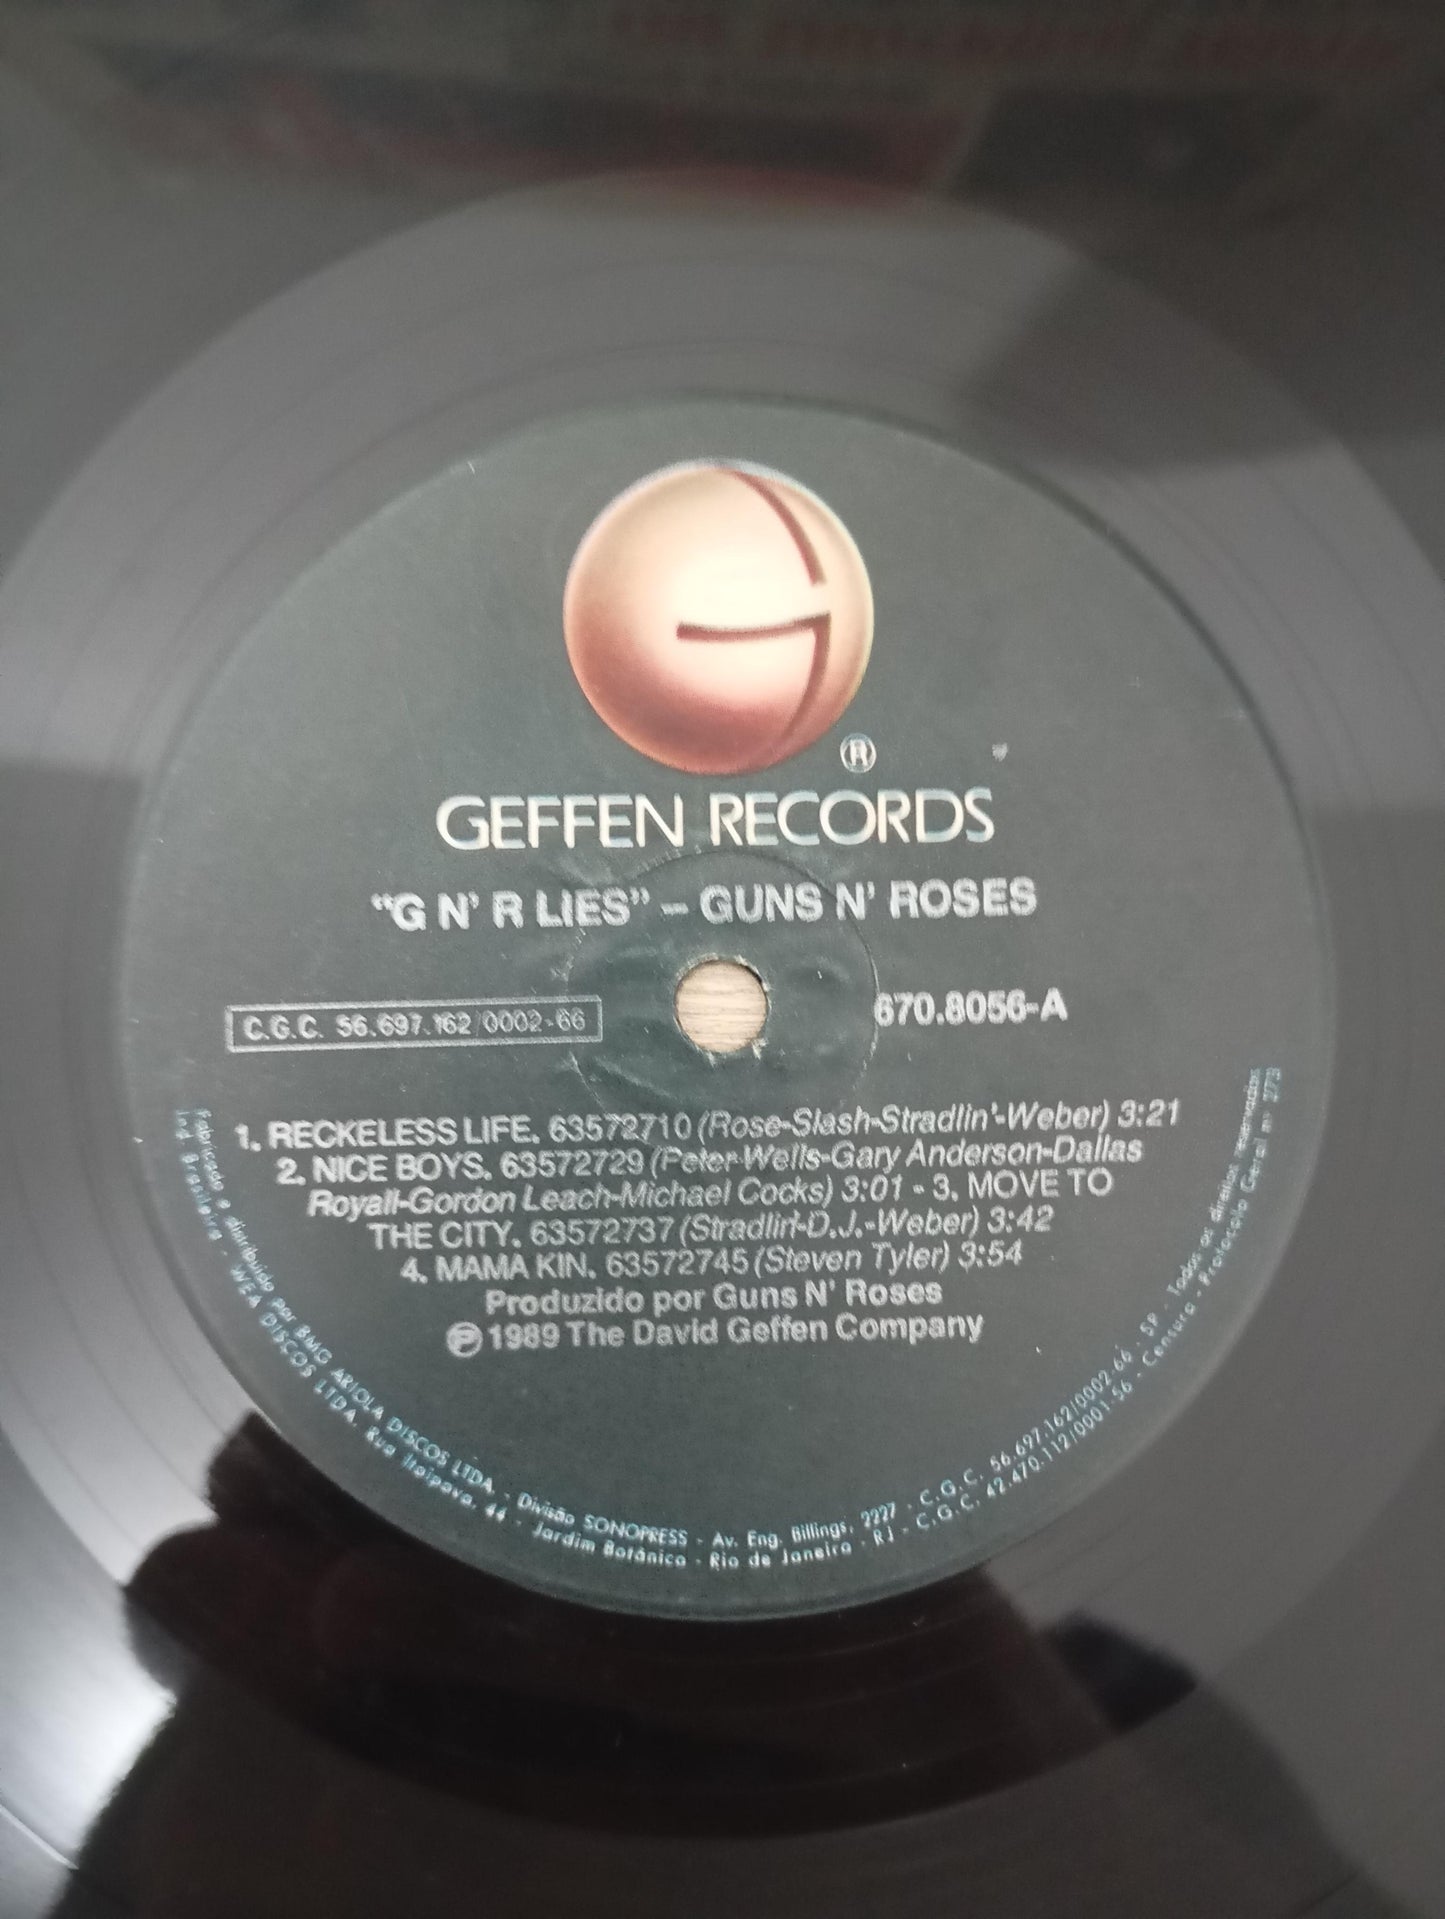 ®
GEFFEN RECORDS
"G N' R LIES" – GUNS N' ROSES
C.G.C. 56.697.162/0002-66
670.8056-A
1. RECKELESS LIFE. 63572710 (Rose-Slash-Stradlin'-Weber) 3:21
2. NICE BOYS. 63572729 (Peter Wells-Gary Anderson-Dallas
Royall-Gordon Leach-Michael Cocks) 3:01 - 3. MOVE TO
THE CITY. 63572737 (Stradlin'-D.J.-Weber) 3:42
4. MAMA KIN. 63572745 (Steven Tyler) 3:54
Produzido por Guns N' Roses
℗ 1989 The David Geffen Company
Fabricado e distribuido por BMG ARIOLA DISCOS LTDA. - Divisão SONOPRESS - Av. Eng. Billings, 2227 - C.G.C. 56.697.162/0002-66 - SP - Todos os direitos reservados
Ind. Brasileira - WEA DISCOS LTDA. Rua Itaipava, 44 - Jardim Botânico - Rio de Janeiro - RJ - C.G.C. 42.470.112/0001-56 - Censura - Protocolo Geral nº 275